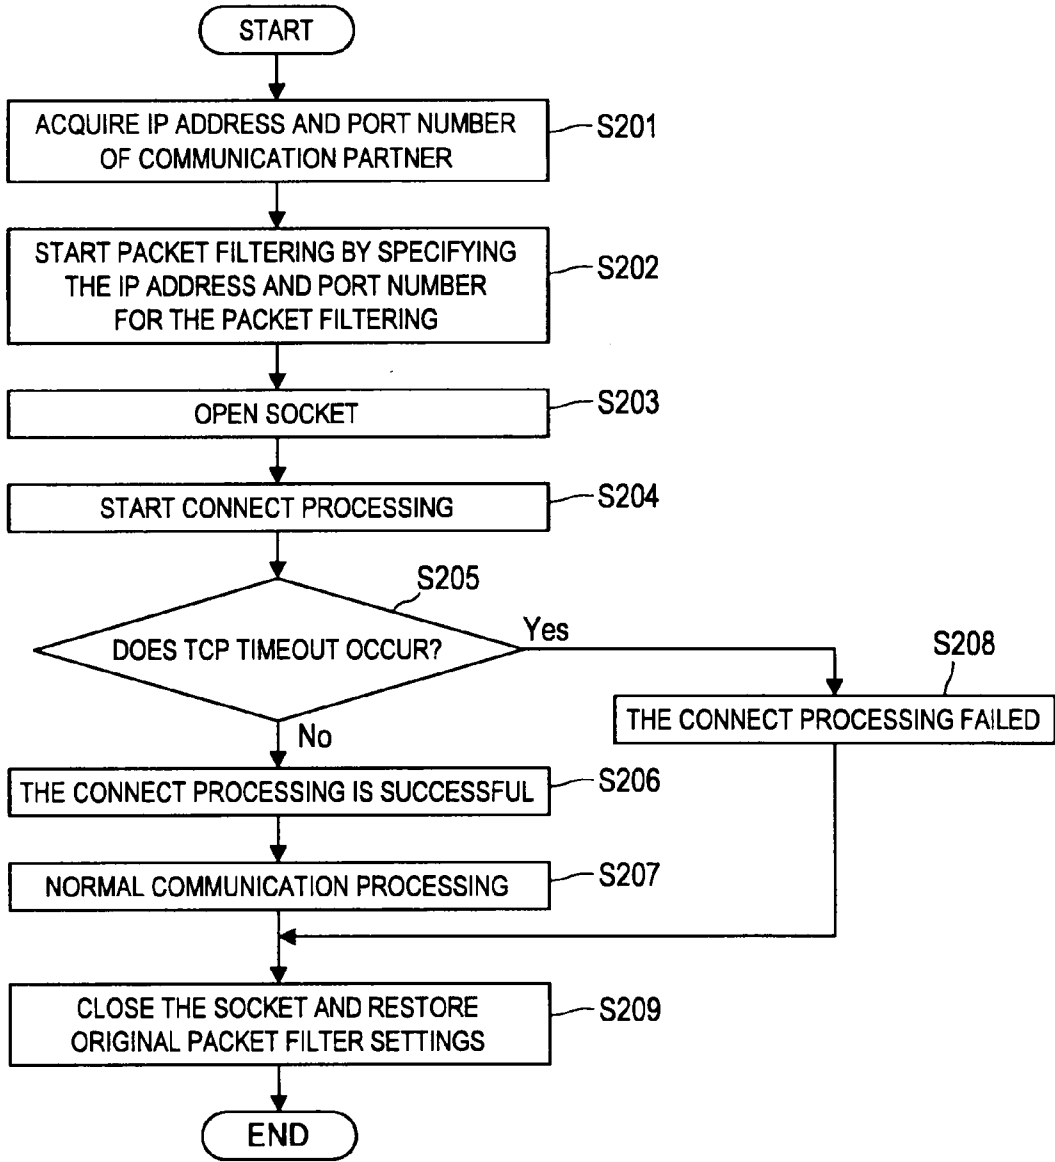 START
ACQUIRE IP ADDRESS AND PORT NUMBER
OF COMMUNICATION PARTNER
S201
START PACKET FILTERING BY SPECIFYING
THE IP ADDRESS AND PORT NUMBER
FOR THE PACKET FILTERING
S202
OPEN SOCKET
S203
START CONNECT PROCESSING
S204
S205
DOES TCP TIMEOUT OCCUR?
Yes
No
S208
THE CONNECT PROCESSING FAILED
THE CONNECT PROCESSING IS SUCCESSFUL
S206
NORMAL COMMUNICATION PROCESSING
S207
CLOSE THE SOCKET AND RESTORE
ORIGINAL PACKET FILTER SETTINGS
S209
END